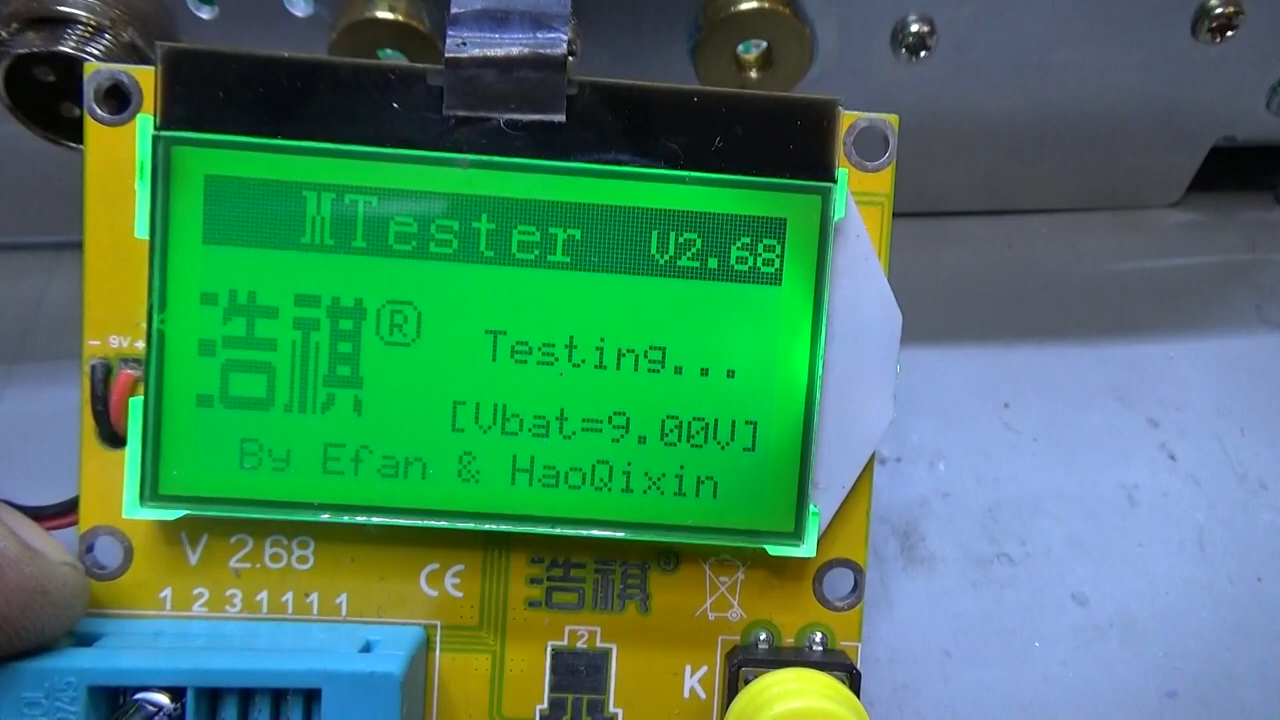 MTester V2.68
浩祺®
Testing...
[Vbat=9.00V]
By Efan & HaoQixin
- 9V +
V 2.68
CE
浩祺®
1 2 3 1 1 1 1
2
K